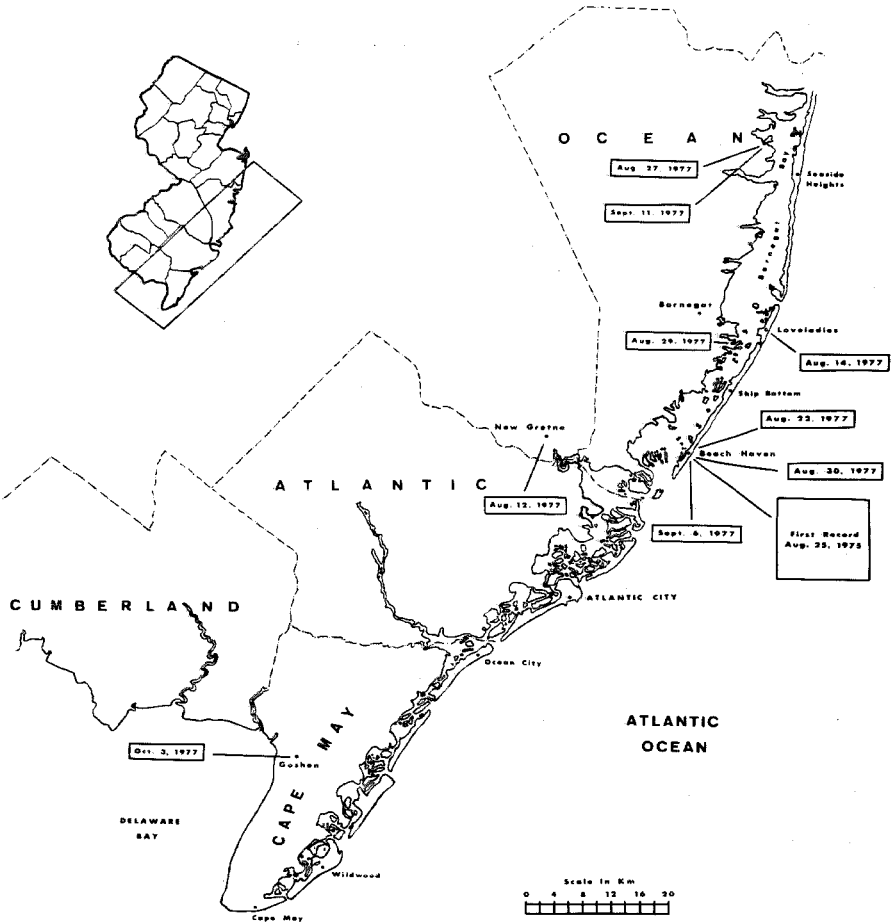 OCEAN
Aug. 27, 1977
Sept. 11, 1977
Seaside
Heights
Barnegat Bay
Barnegat
Loveladies
Aug. 29, 1977
Aug. 14, 1977
Ship Bottom
Aug. 22, 1977
New Gretna
Beach Haven
Aug. 30, 1977
ATLANTIC
Aug. 12, 1977
Sept. 6, 1977
First Record
Aug. 25, 1975
CUMBERLAND
ATLANTIC CITY
Ocean City
ATLANTIC
OCEAN
Oct. 3, 1977
Goshen
CAPE MAY
DELAWARE
BAY
Wildwood
Cape May
Scale In Km
0 4 8 12 16 20